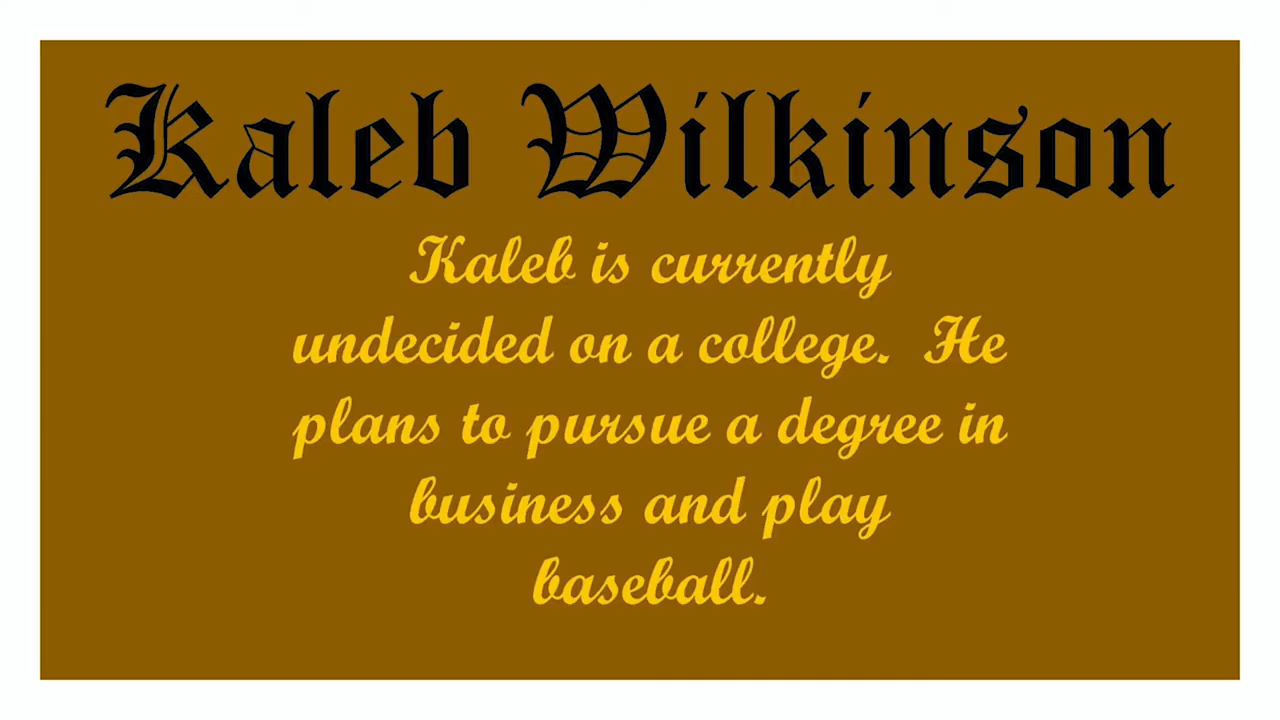 Kaleb Wilkinson
Kaleb is currently
undecided on a college.  He
plans to pursue a degree in
business and play
baseball.